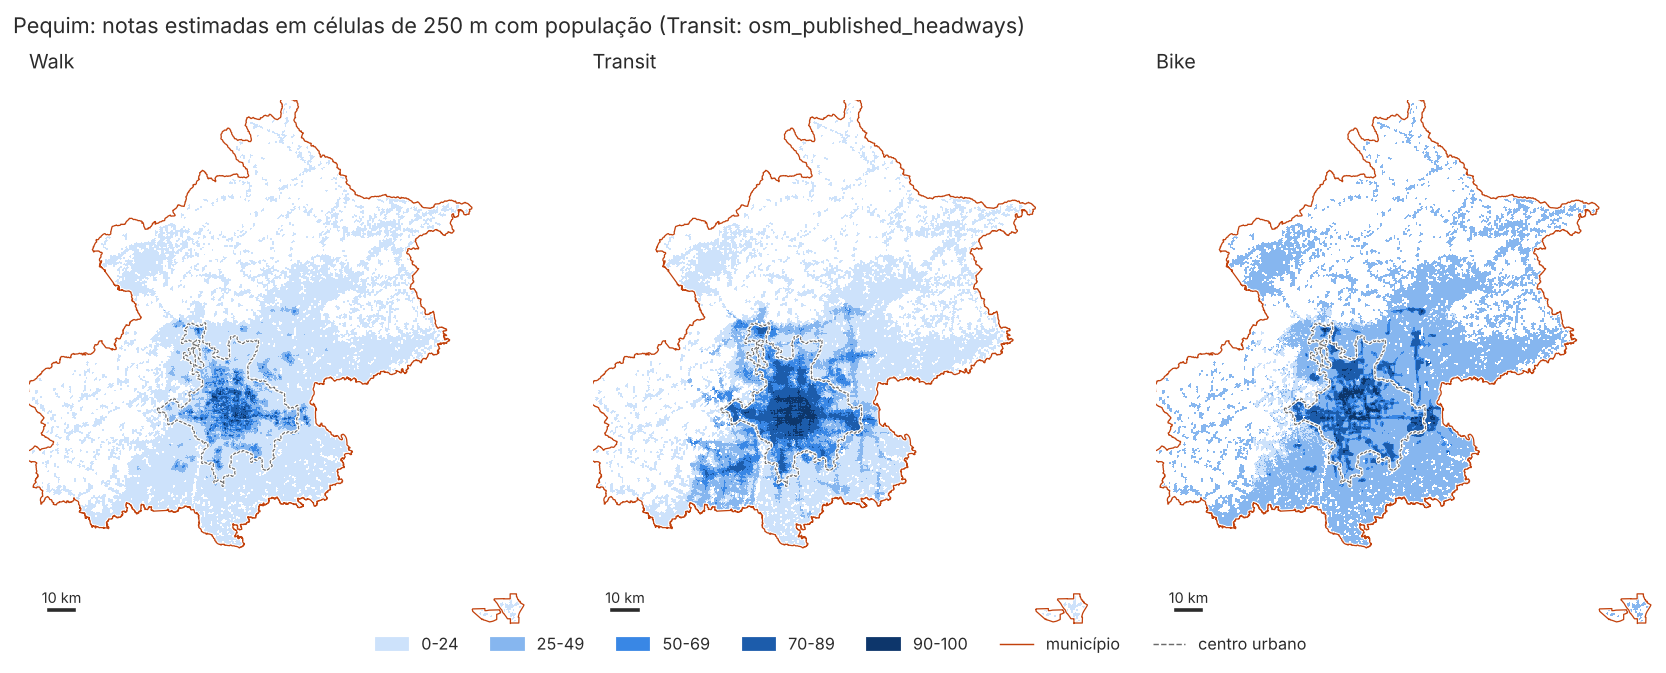 Pequim: notas estimadas em células de 250 m com população (Transit: osm_published_headways)
Walk
Transit
Bike
10 km
10 km
10 km
0-24
25-49
50-69
70-89
90-100
município
centro urbano